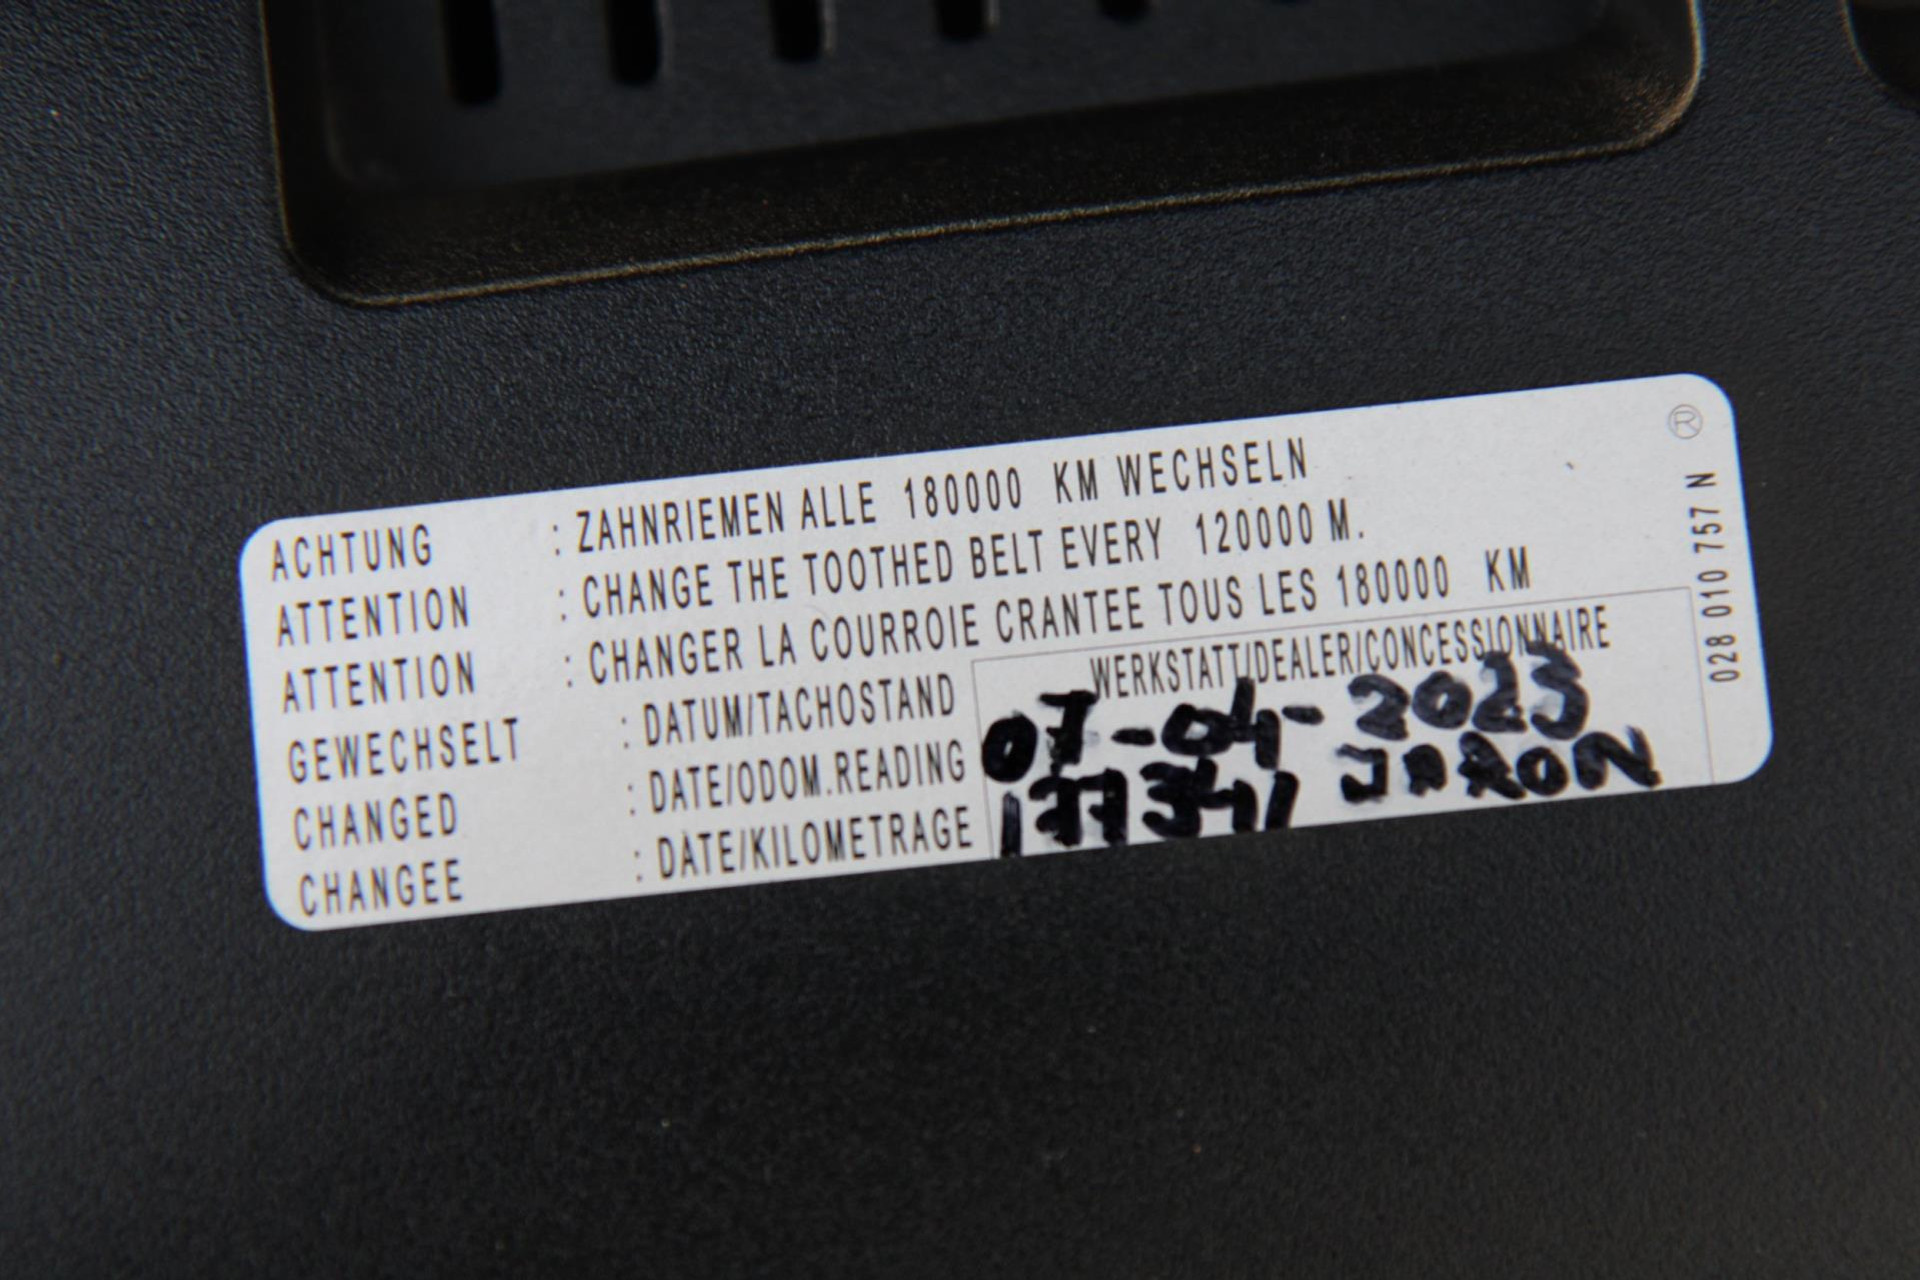 ACHTUNG : ZAHNRIEMEN ALLE 180000 KM WECHSELN
ATTENTION : CHANGE THE TOOTHED BELT EVERY 120000 M.
ATTENTION : CHANGER LA COURROIE CRANTEE TOUS LES 180000 KM
WERKSTATT/DEALER/CONCESSIONNAIRE
GEWECHSELT : DATUM/TACHOSTAND
07-04-2023
CHANGED : DATE/ODOM.READING
177341 JARON
CHANGEE : DATE/KILOMETRAGE
028 010 757 N
®